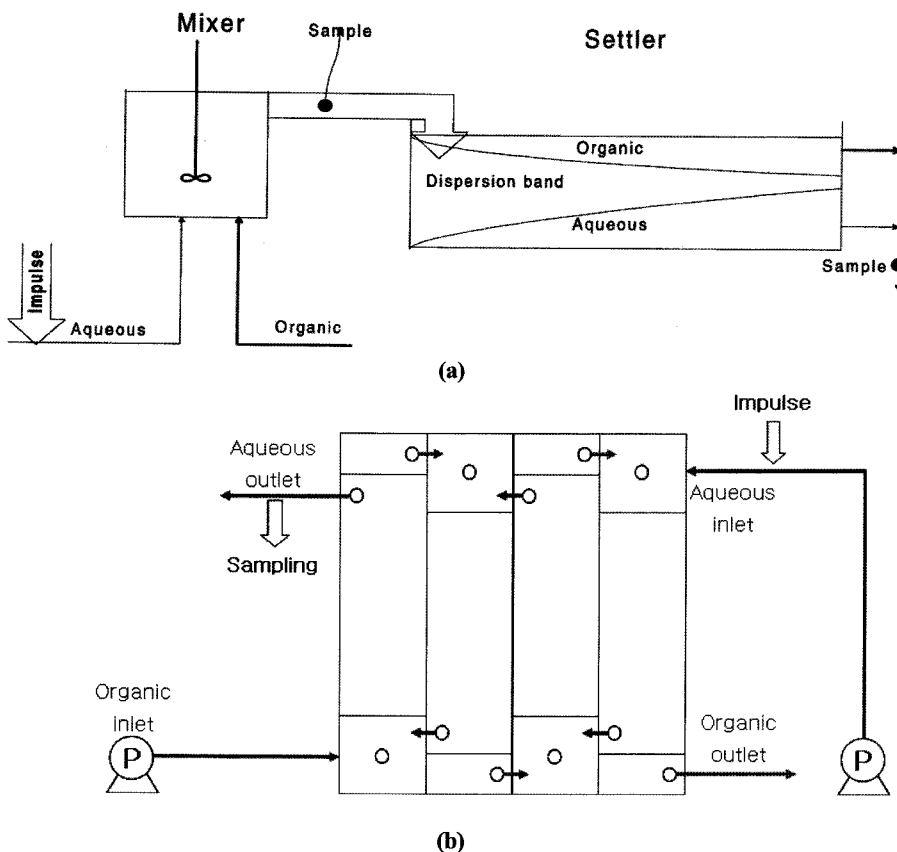 Mixer
Sample
Settler
Organic
Dispersion band
Aqueous
Sample
Impulse
Aqueous
Organic
(a)
Impulse
Aqueous
outlet
Aqueous
inlet
Sampling
Organic
inlet
Organic
outlet
P
P
(b)